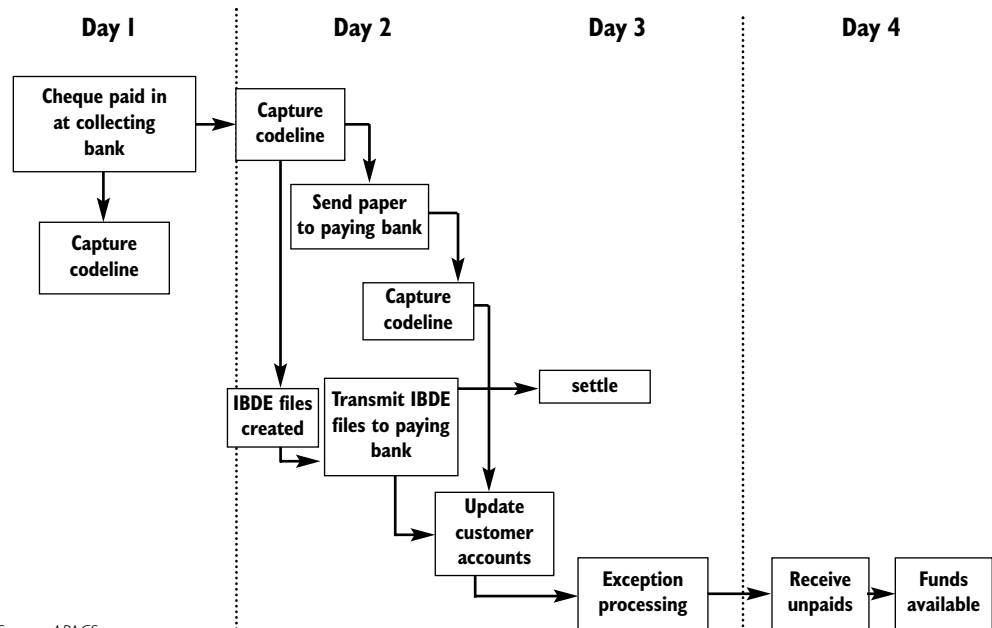 Day 1
Day 2
Day 3
Day 4
Cheque paid in
at collecting
bank
Capture
codeline
Capture
codeline
Send paper
to paying bank
Capture
codeline
IBDE files
created
Transmit IBDE
files to paying
bank
settle
Update
customer
accounts
Exception
processing
Receive
unpaids
Funds
available